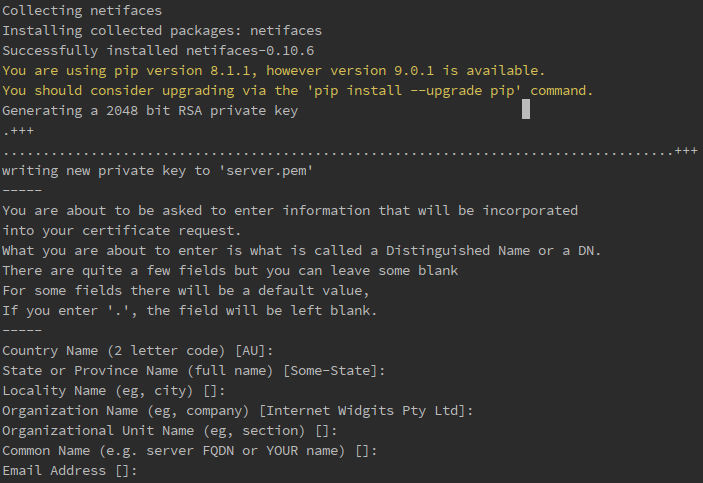 Collecting netifaces
Installing collected packages: netifaces
Successfully installed netifaces-0.10.6
You are using pip version 8.1.1, however version 9.0.1 is available.
You should consider upgrading via the 'pip install --upgrade pip' command.
Generating a 2048 bit RSA private key
.+++
....................................................................................+++
writing new private key to 'server.pem'
-----
You are about to be asked to enter information that will be incorporated
into your certificate request.
What you are about to enter is what is called a Distinguished Name or a DN.
There are quite a few fields but you can leave some blank
For some fields there will be a default value,
If you enter '.', the field will be left blank.
-----
Country Name (2 letter code) [AU]:
State or Province Name (full name) [Some-State]:
Locality Name (eg, city) []:
Organization Name (eg, company) [Internet Widgits Pty Ltd]:
Organizational Unit Name (eg, section) []:
Common Name (e.g. server FQDN or YOUR name) []:
Email Address []: